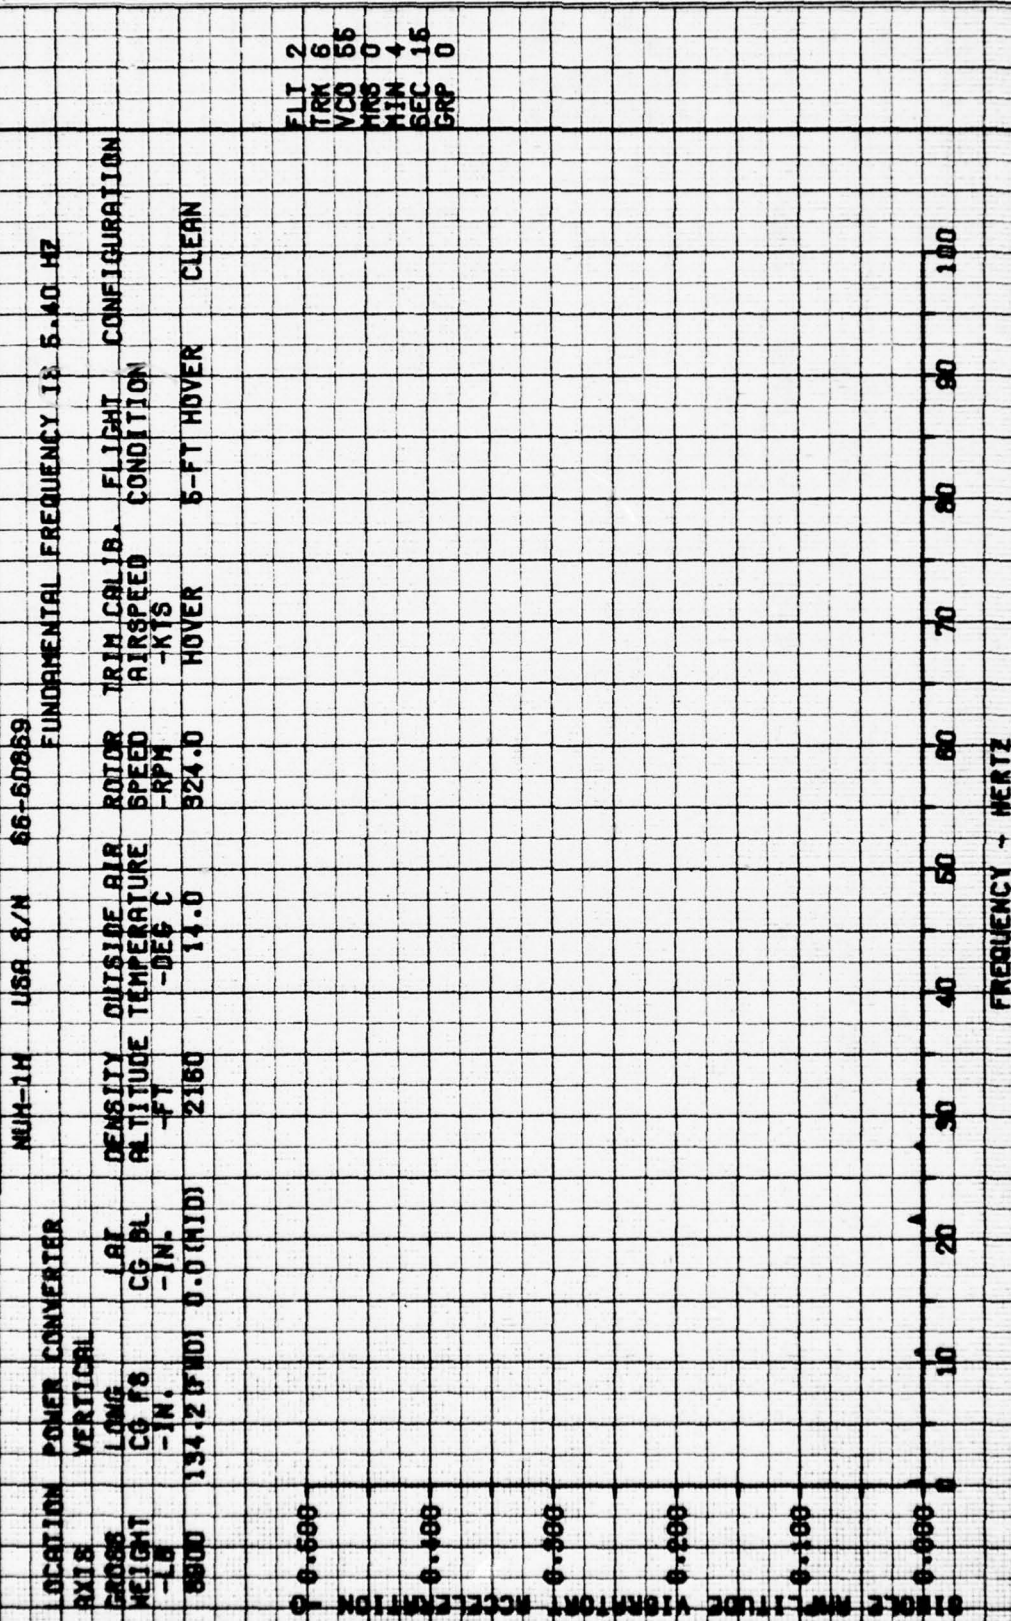 NUH-1H USA S/N 66-60869
LOCATION POWER CONVERTER
FUNDAMENTAL FREQUENCY IS 5.40 HZ
AXIS VERTICAL
GROSS LONG LAT DENSITY OUTSIDE AIR ROTOR TRIM CALIB. FLIGHT CONFIGURATION
WEIGHT CG FS CG BL ALTITUDE TEMPERATURE SPEED AIRSPEED CONDITION
-LB -IN. -IN. -FT -DEG C -RPM -KTS
134.2(FWD) 0.0(MID) 2160 14.0 324.0 HOVER 5-FT HOVER CLEAN
FLT 2
TRK 6
VCO 56
HRS 0
MIN 4
SEC 15
GRP 0
SINGLE AMPLITUDE VIBRATORY ACCELERATION -G
0.500
0.400
0.300
0.200
0.100
0.000
0 10 20 30 40 50 60 70 80 90 100
FREQUENCY - HERTZ